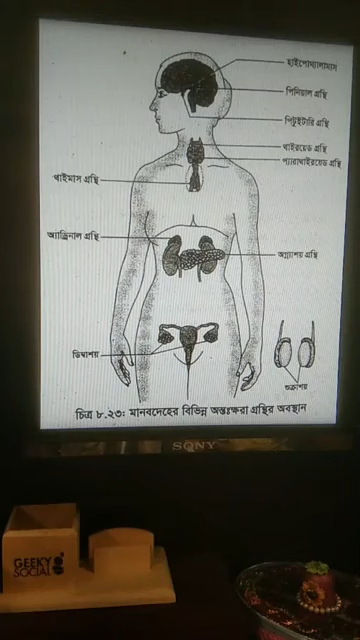 হাইপোথ্যালামাস
পিনিয়াল গ্রন্থি
পিটুইটারি গ্রন্থি
থাইরয়েড গ্রন্থি
প্যারাথাইরয়েড গ্রন্থি
থাইমাস গ্রন্থি
অ্যাড্রিনাল গ্রন্থি
অগ্ন্যাশয় গ্রন্থি
ডিম্বাশয়
শুক্রাশয়
চিত্র ৮.২৩: মানবদেহের বিভিন্ন অন্তঃক্ষরা গ্রন্থির অবস্থান
SONY
GEEKY
SOCIAL